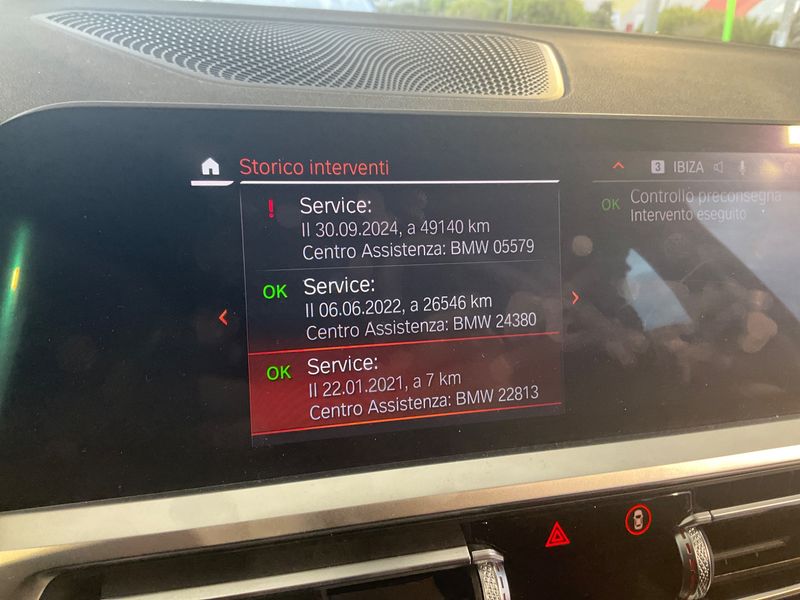 Storico interventi
3 IBIZA
!
Service:
Il 30.09.2024, a 49140 km
Centro Assistenza: BMW 05579
OK
Service:
Il 06.06.2022, a 26546 km
Centro Assistenza: BMW 24380
OK
Service:
Il 22.01.2021, a 7 km
Centro Assistenza: BMW 22813
OK
Controllo preconsegna
Intervento eseguito